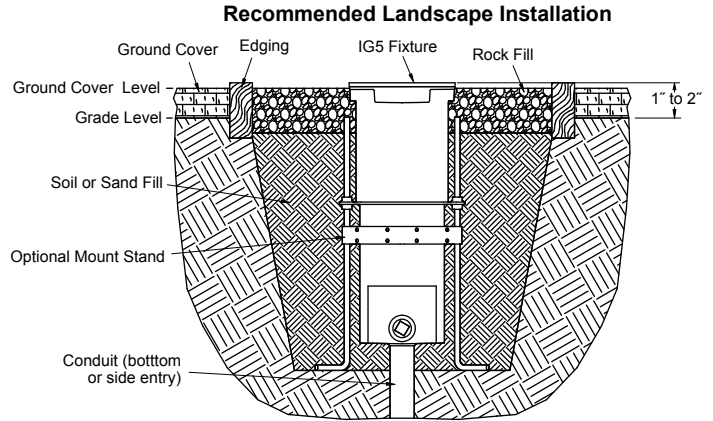 Recommended Landscape Installation
Ground Cover
Edging
IG5 Fixture
Rock Fill
Ground Cover Level
1″ to 2″
Grade Level
Soil or Sand Fill
Optional Mount Stand
Conduit (botttom
or side entry)